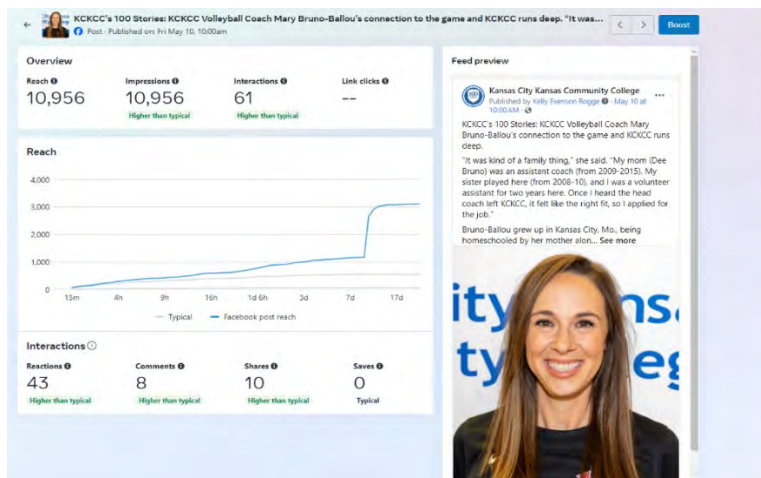 KCKCC's 100 Stories: KCKCC Volleyball Coach Mary Bruno-Ballou's connection to the game and KCKCC runs deep. "It was...
Post · Published on: Fri May 10, 10:00am
Boost
Overview
Reach
Impressions
Interactions
Link clicks
10,956
10,956
61
--
Higher than typical
Higher than typical
Reach
4,000
3,000
2,000
1,000
0
15m
4h
9h
16h
1d 6h
3d
7d
17d
Typical
Facebook post reach
Interactions
Reactions
Comments
Shares
Saves
43
8
10
0
Higher than typical
Higher than typical
Higher than typical
Typical
Feed preview
Kansas City Kansas Community College
Published by Kelly Evenson Rogge · May 10 at
10:00 AM ·
KCKCC's 100 Stories: KCKCC Volleyball Coach Mary
Bruno-Ballou's connection to the game and KCKCC runs
deep.
"It was kind of a family thing," she said. "My mom (Dee
Bruno) was an assistant coach (from 2009-2015). My
sister played here (from 2008-10), and I was a volunteer
assistant for two years here. Once I heard the head
coach left KCKCC, it felt like the right fit, so I applied for
the job."
Bruno-Ballou grew up in Kansas City, Mo., being
homeschooled by her mother alon... See more
ity
ns
ty
eg